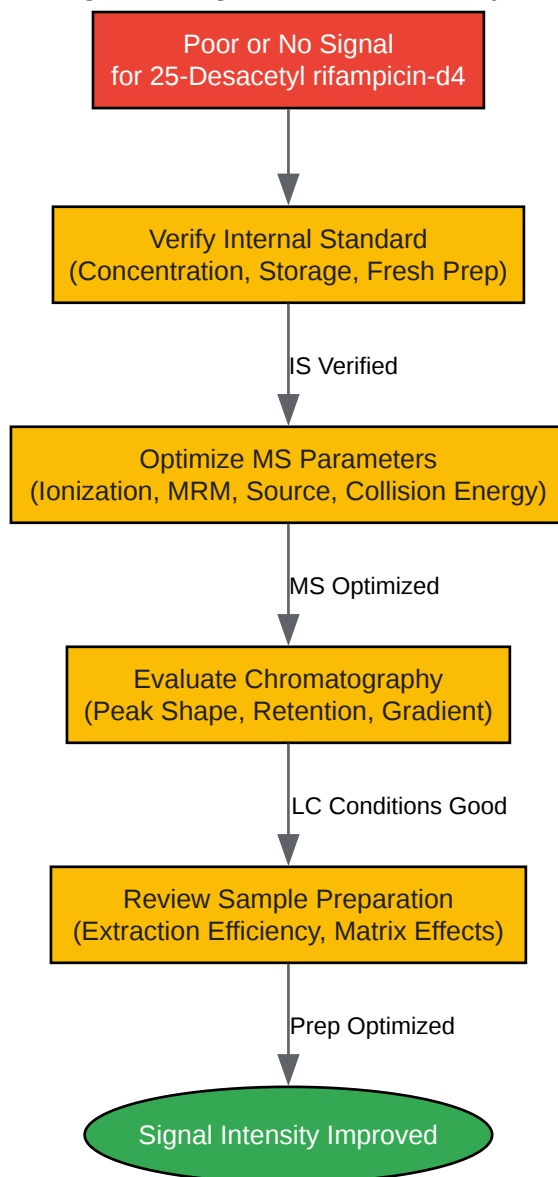 Poor or No Signal
for 25-Desacetyl rifampicin-d4
Verify Internal Standard
(Concentration, Storage, Fresh Prep)
IS Verified
Optimize MS Parameters
(Ionization, MRM, Source, Collision Energy)
MS Optimized
Evaluate Chromatography
(Peak Shape, Retention, Gradient)
LC Conditions Good
Review Sample Preparation
(Extraction Efficiency, Matrix Effects)
Prep Optimized
Signal Intensity Improved